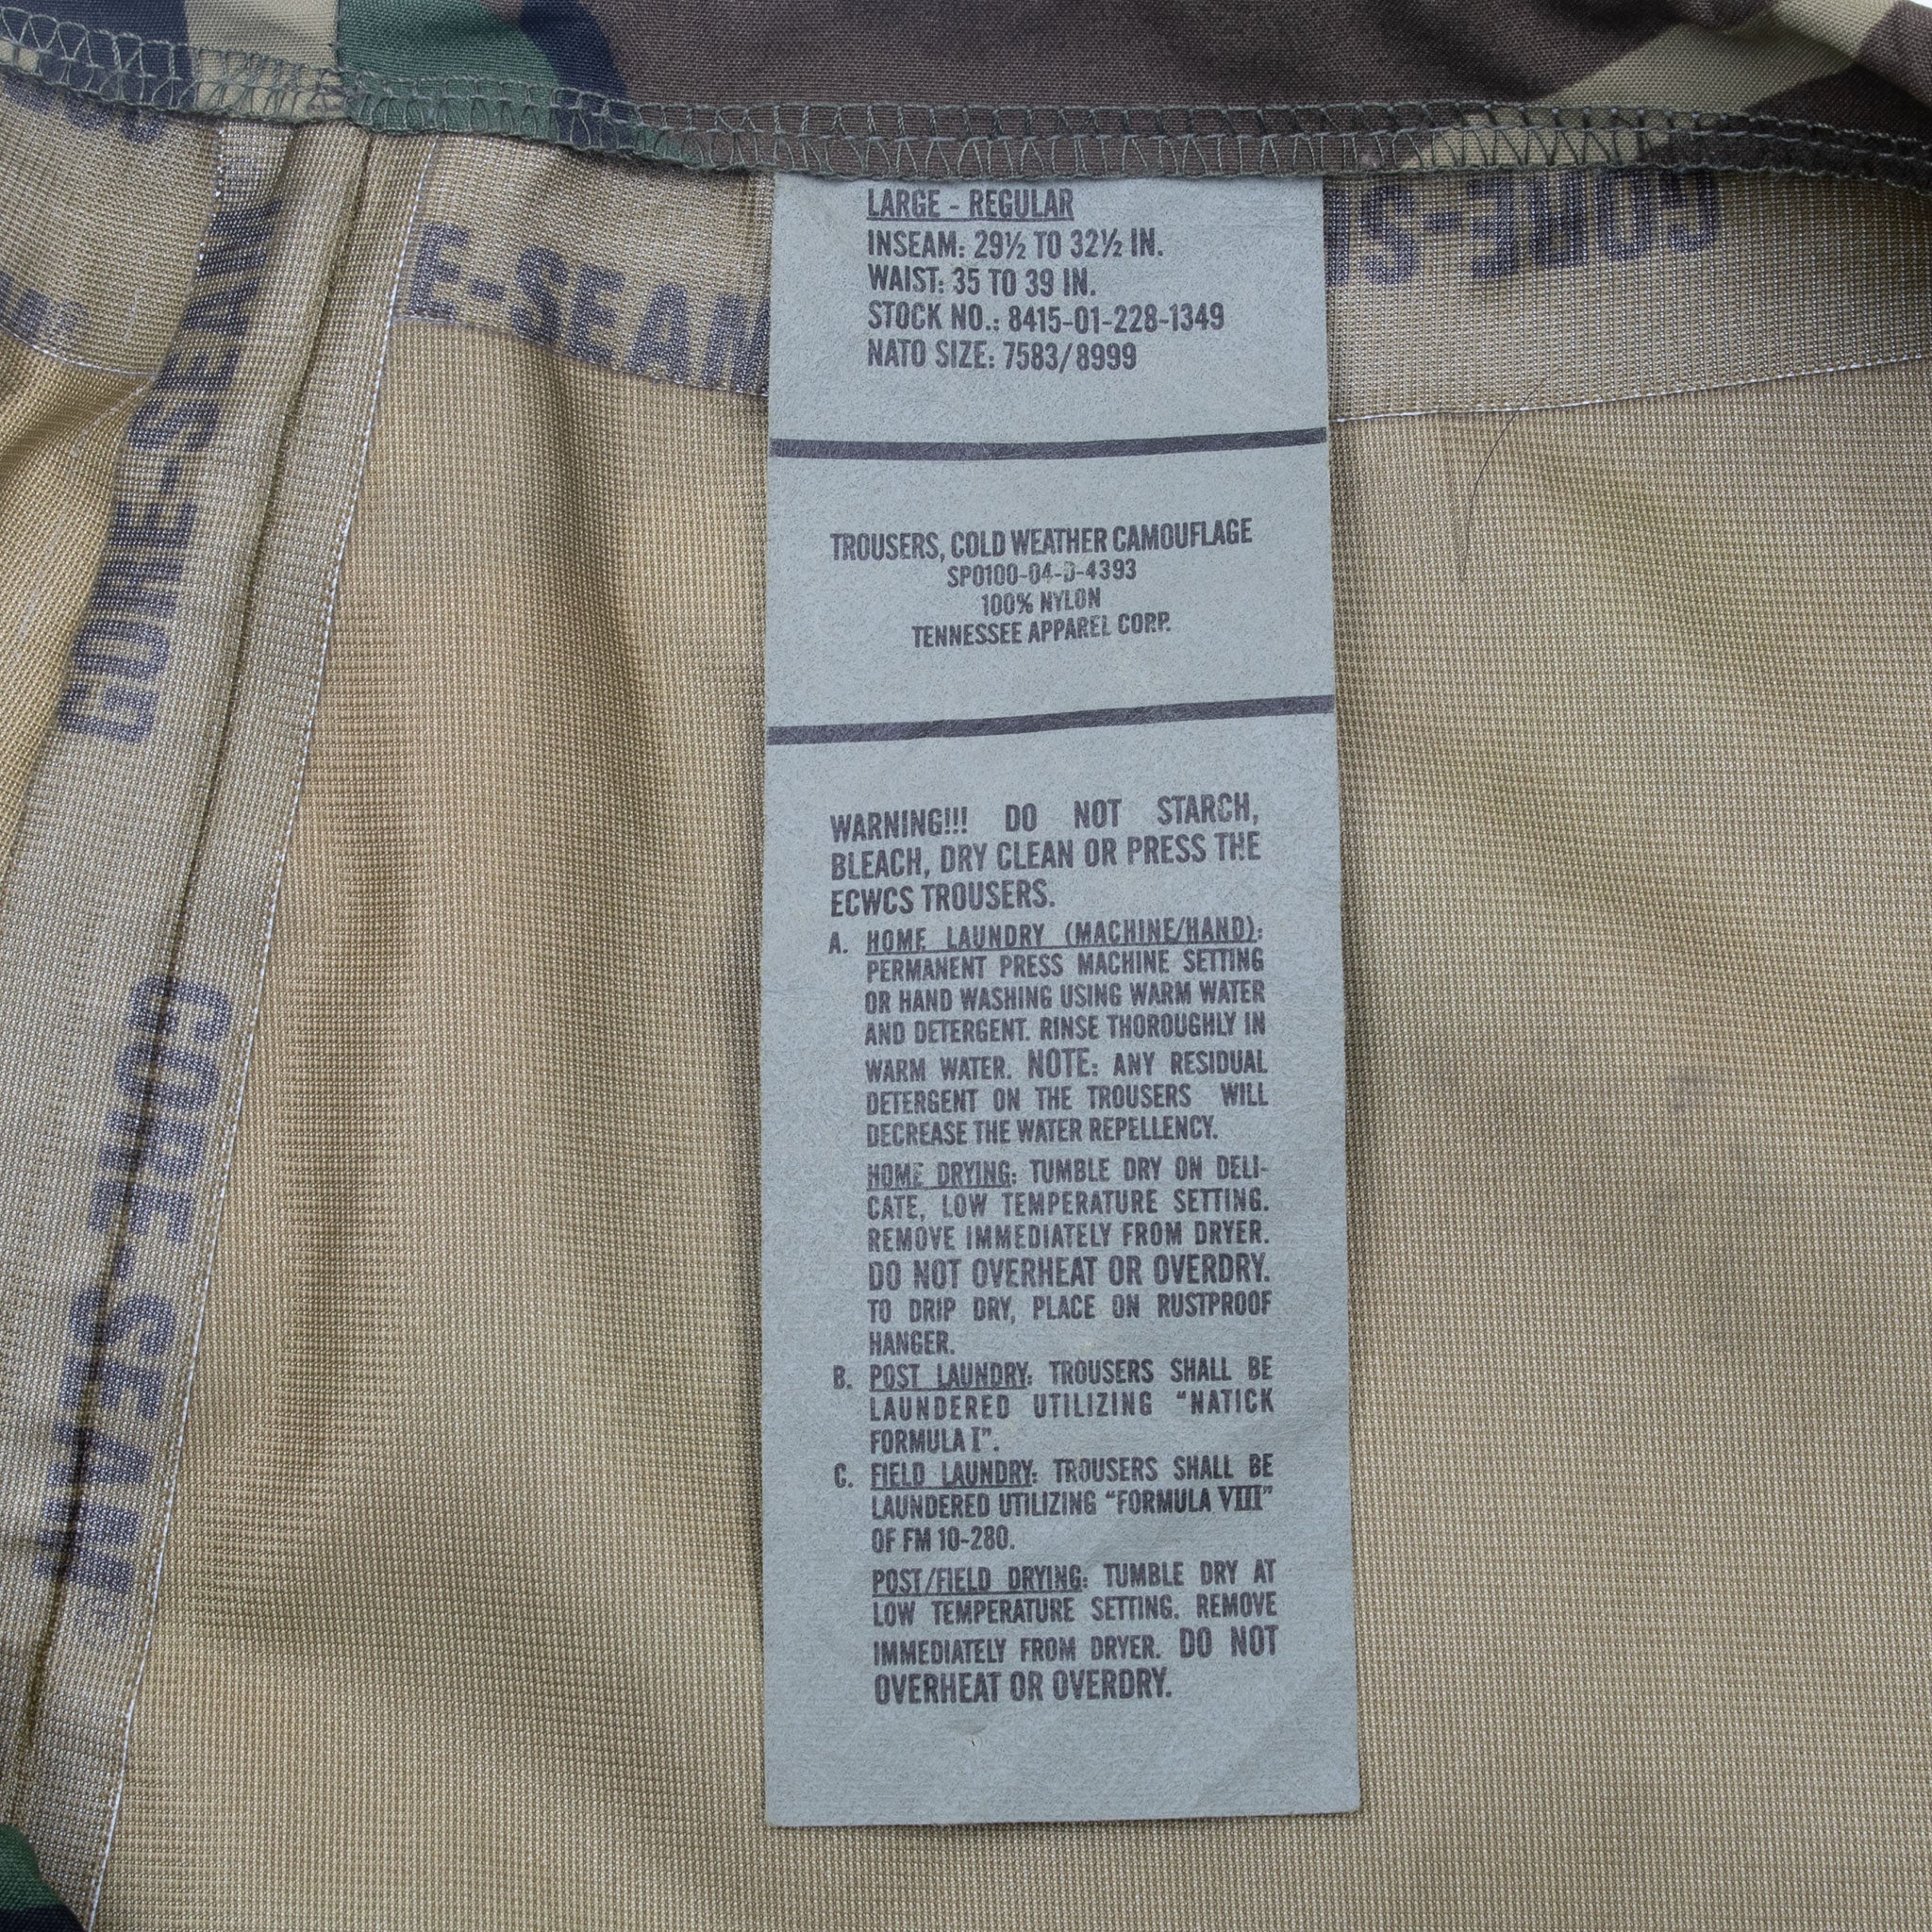 LARGE - REGULAR
INSEAM: 29½ TO 32½ IN.
WAIST: 35 TO 39 IN.
STOCK NO.: 8415-01-228-1349
NATO SIZE: 7583/8999
TROUSERS, COLD WEATHER CAMOUFLAGE
SP0100-04-D-4393
100% NYLON
TENNESSEE APPAREL CORP.
WARNING!!! DO NOT STARCH,
BLEACH, DRY CLEAN OR PRESS THE
ECWCS TROUSERS.
A. HOME LAUNDRY (MACHINE/HAND):
PERMANENT PRESS MACHINE SETTING
OR HAND WASHING USING WARM WATER
AND DETERGENT. RINSE THOROUGHLY IN
WARM WATER. NOTE: ANY RESIDUAL
DETERGENT ON THE TROUSERS WILL
DECREASE THE WATER REPELLENCY.
HOME DRYING: TUMBLE DRY ON DELI-
CATE, LOW TEMPERATURE SETTING.
REMOVE IMMEDIATELY FROM DRYER.
DO NOT OVERHEAT OR OVERDRY.
TO DRIP DRY, PLACE ON RUSTPROOF
HANGER.
B. POST LAUNDRY: TROUSERS SHALL BE
LAUNDERED UTILIZING "NATICK
FORMULA I".
C. FIELD LAUNDRY: TROUSERS SHALL BE
LAUNDERED UTILIZING "FORMULA VIII"
OF FM 10-280.
POST/FIELD DRYING: TUMBLE DRY AT
LOW TEMPERATURE SETTING. REMOVE
IMMEDIATELY FROM DRYER. DO NOT
OVERHEAT OR OVERDRY.
E-SEAM
GORE-S
GORE-SEAM